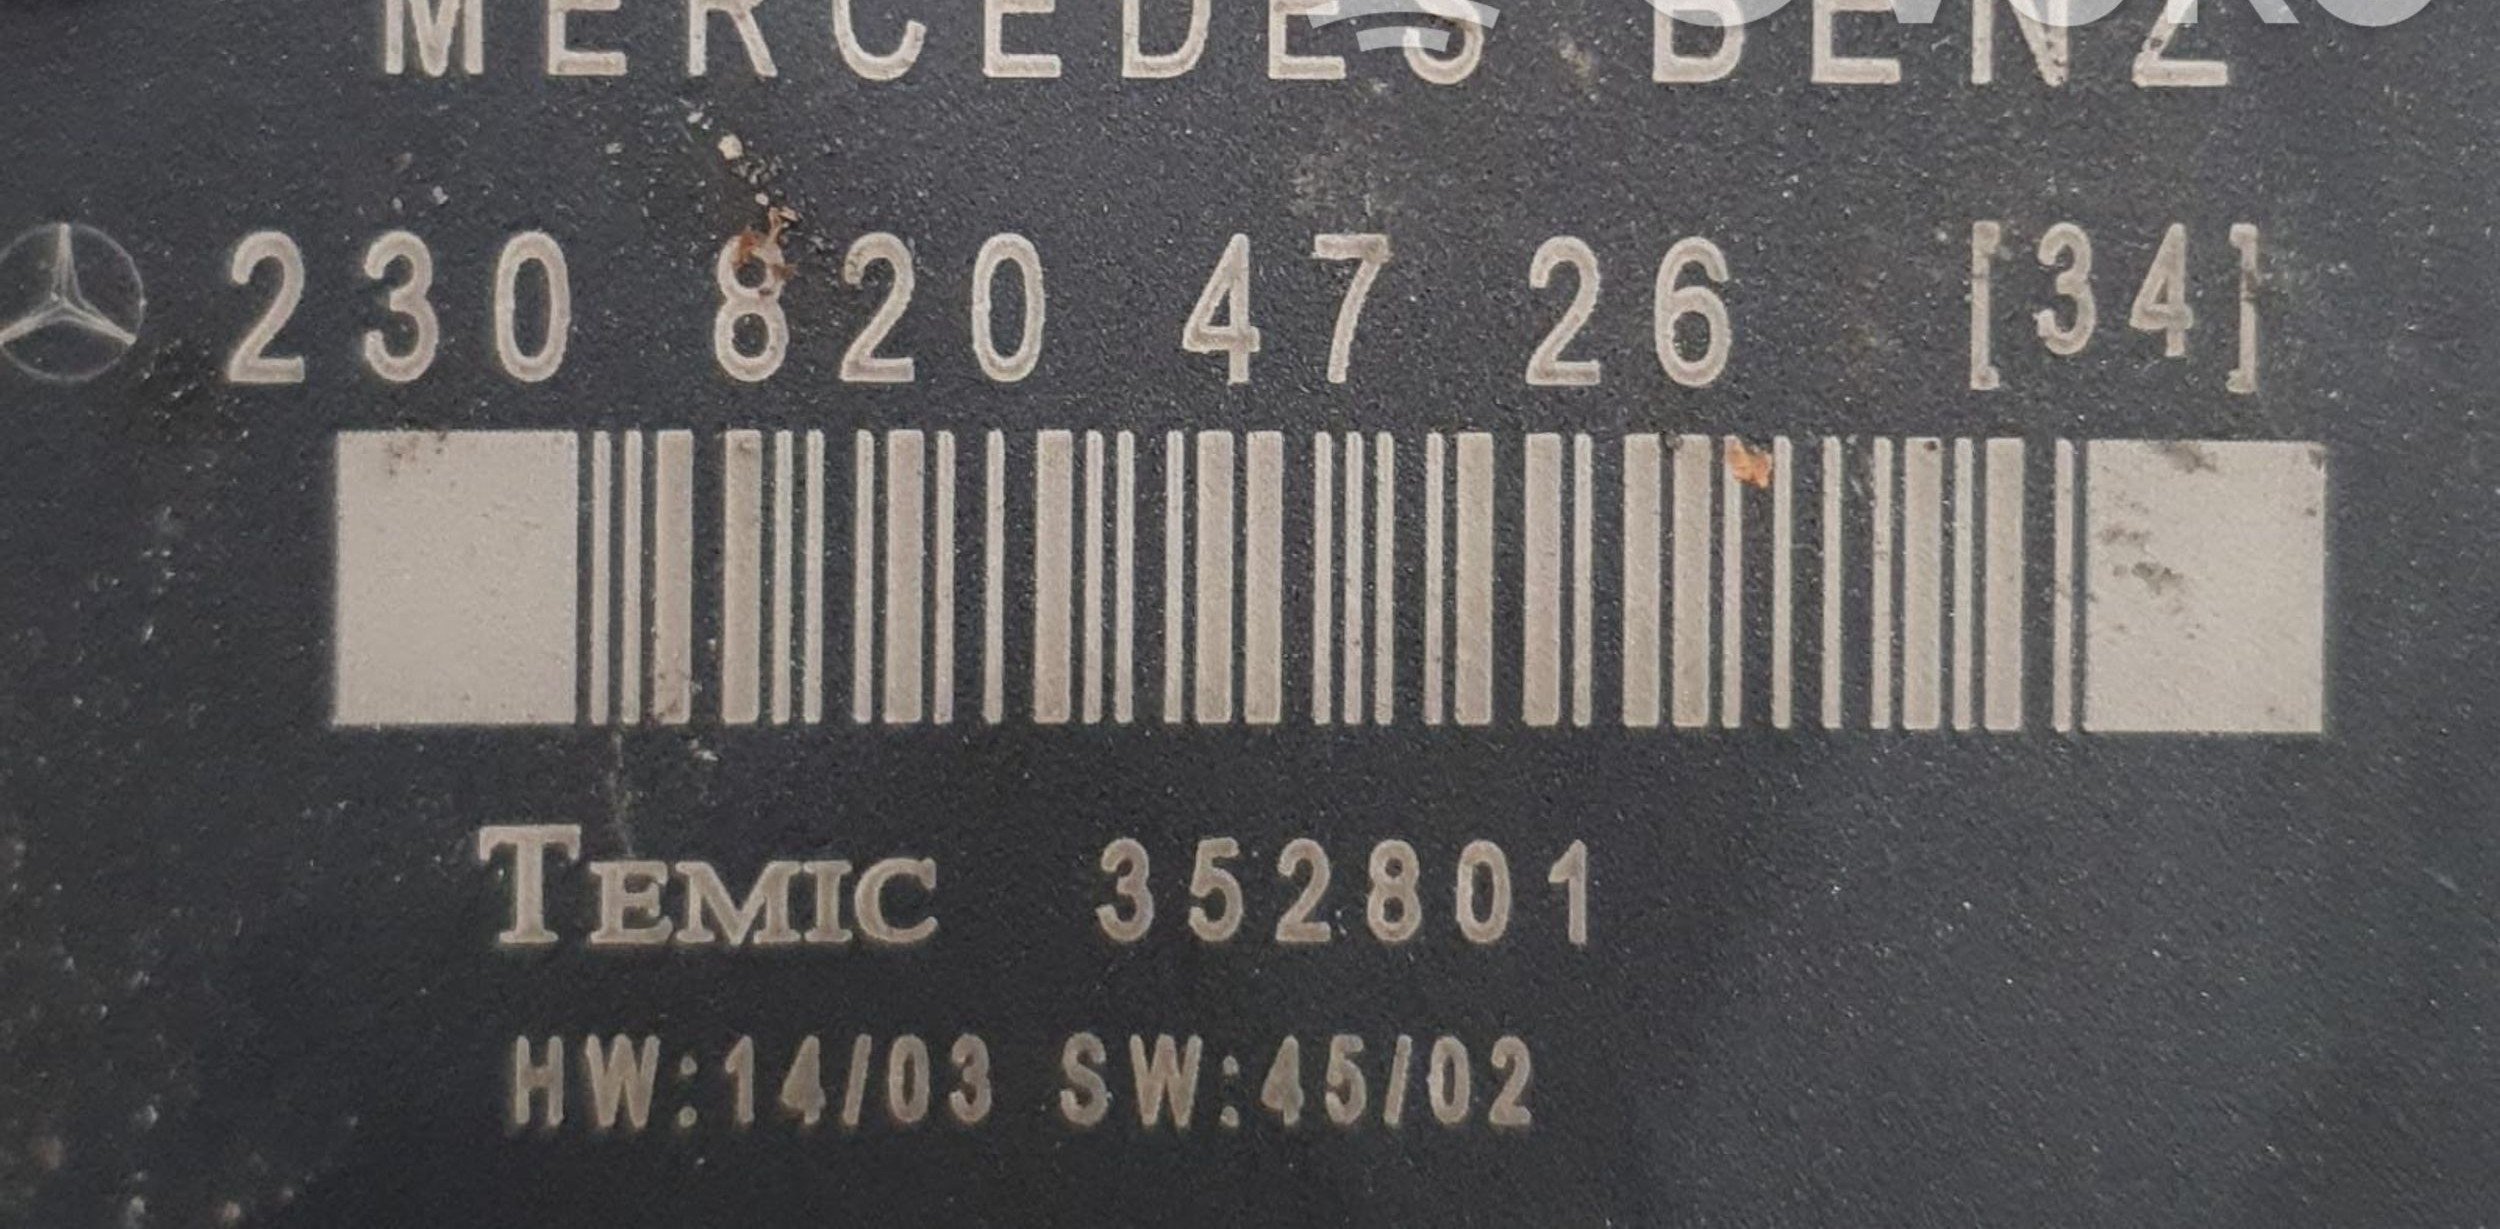 MERCEDES BENZ
230 820 47 26 [34]
TEMIC 352801
HW:14/03 SW:45/02